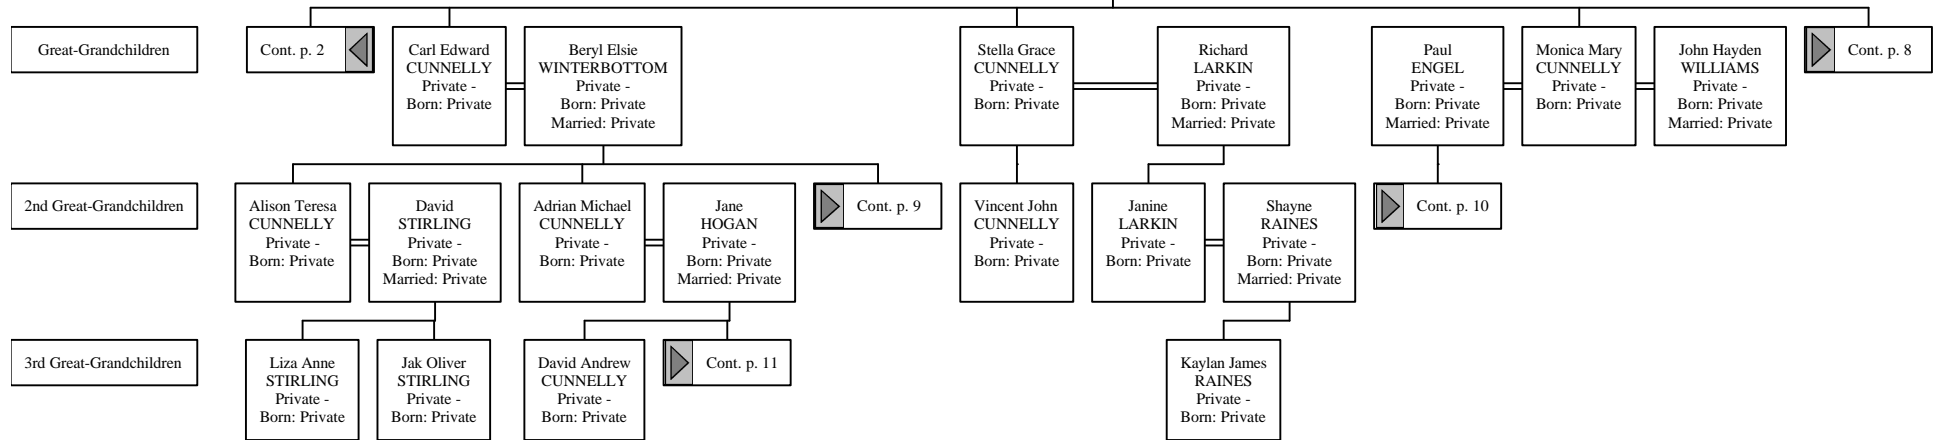 Great-Grandchildren
Cont. p. 2
Carl Edward
CUNNELLY
Private -
Born: Private
Beryl Elsie
WINTERBOTTOM
Private -
Born: Private
Married: Private
Stella Grace
CUNNELLY
Private -
Born: Private
Richard
LARKIN
Private -
Born: Private
Married: Private
Paul
ENGEL
Private -
Born: Private
Married: Private
Monica Mary
CUNNELLY
Private -
Born: Private
John Hayden
WILLIAMS
Private -
Born: Private
Married: Private
Cont. p. 8
2nd Great-Grandchildren
Alison Teresa
CUNNELLY
Private -
Born: Private
David
STIRLING
Private -
Born: Private
Married: Private
Adrian Michael
CUNNELLY
Private -
Born: Private
Jane
HOGAN
Private -
Born: Private
Married: Private
Cont. p. 9
Vincent John
CUNNELLY
Private -
Born: Private
Janine
LARKIN
Private -
Born: Private
Shayne
RAINES
Private -
Born: Private
Married: Private
Cont. p. 10
3rd Great-Grandchildren
Liza Anne
STIRLING
Private -
Born: Private
Jak Oliver
STIRLING
Private -
Born: Private
David Andrew
CUNNELLY
Private -
Born: Private
Cont. p. 11
Kaylan James
RAINES
Private -
Born: Private